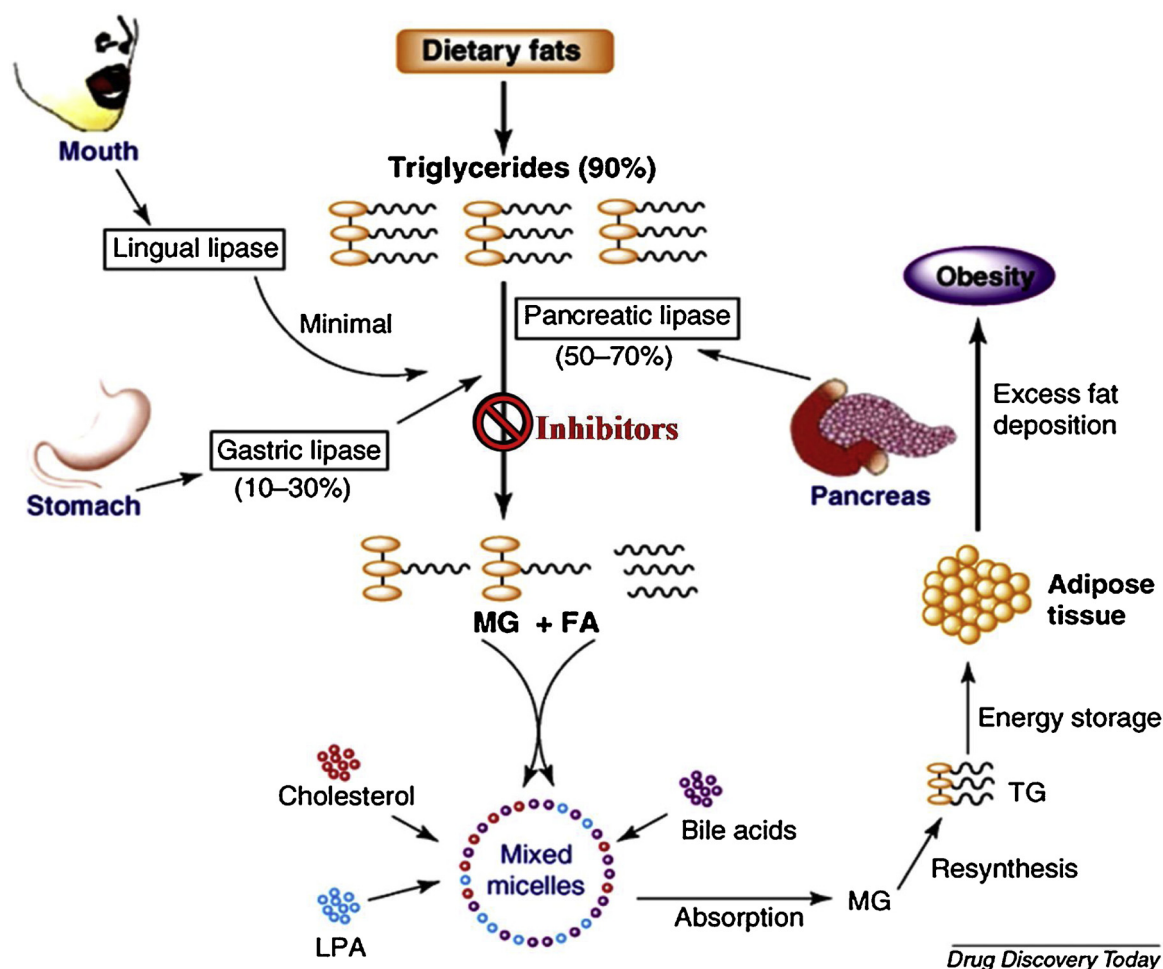 Dietary fats
Mouth
Triglycerides (90%)
Lingual lipase
Minimal
Pancreatic lipase
(50–70%)
Obesity
Excess fat
deposition
Inhibitors
Gastric lipase
(10–30%)
Stomach
Pancreas
MG + FA
Adipose
tissue
Energy storage
Cholesterol
Bile acids
TG
Mixed
micelles
Resynthesis
LPA
Absorption
MG
Drug Discovery Today